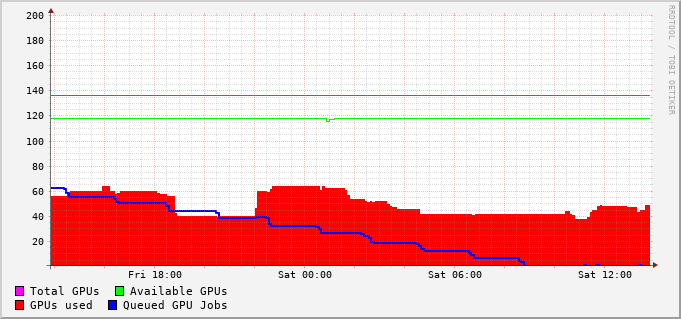 200
180
160
140
120
100
80
60
40
20
Fri 18:00 Sat 00:00 Sat 06:00 Sat 12:00
Total GPUs Available GPUs
GPUs used Queued GPU Jobs
RRDTOOL / TOBI OETIKER